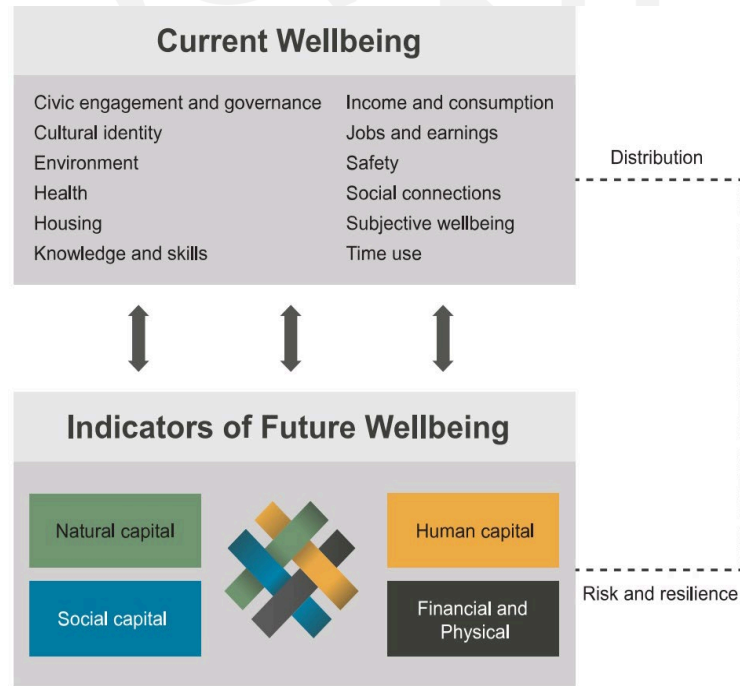 Current Wellbeing
Civic engagement and governance
Cultural identity
Environment
Health
Housing
Knowledge and skills
Income and consumption
Jobs and earnings
Safety
Social connections
Subjective wellbeing
Time use
Distribution
Indicators of Future Wellbeing
Natural capital
Social capital
Human capital
Financial and
Physical
Risk and resilience